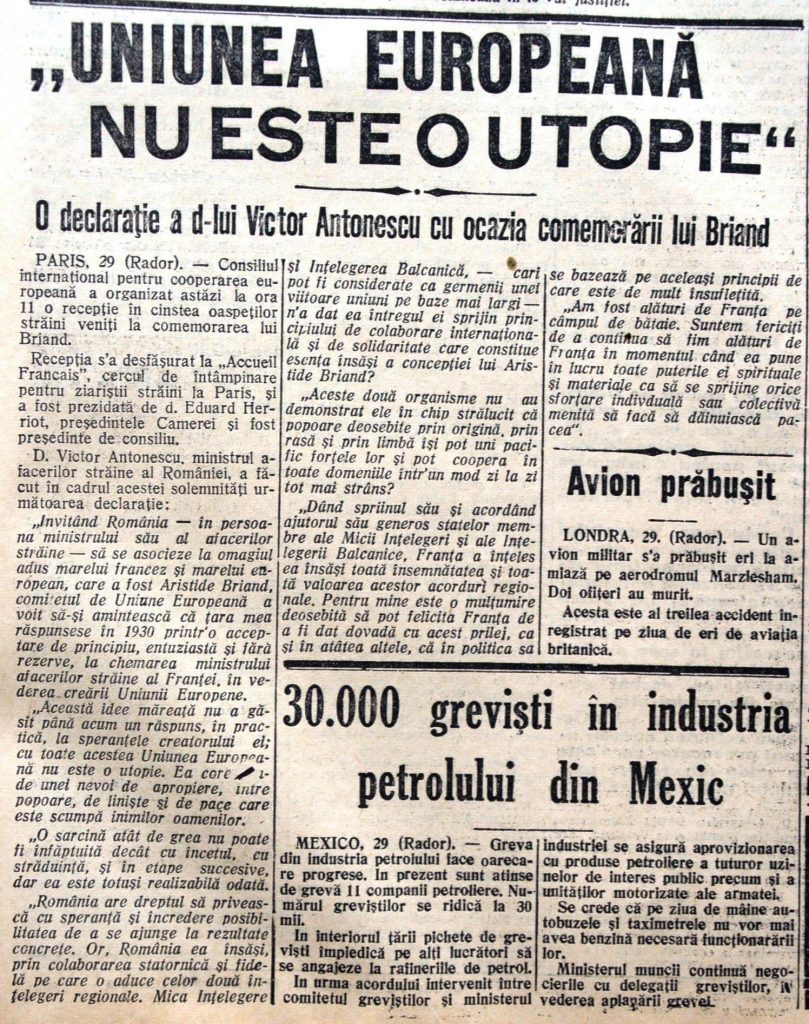 „UNIUNEA EUROPEANĂ
NU ESTE O UTOPIE“
O declarație a d-lui Victor Antonescu cu ocazia comemorării lui Briand
PARIS, 29 (Rador). — Consiliul
internațional pentru cooperarea eu-
ropeană a organizat astăzi la ora
11 o recepție in cinstea oaspeților
străini veniți la comemorarea lui
Briand.
Recepția s'a desfășurat la „Accueil
Francais”, cercul de întâmpinare
pentru ziariștii străini la Paris, și
a fost prezidată de d. Eduard Her-
riot, președintele Camerei și fost
președinte de consiliu.
D. Victor Antonescu, ministrul a-
facerilor străine al României, a fă-
cut în cadrul acestei solemnități ur-
mătoarea declarație:
„Invitând România — în persoa-
na ministrului său al afacerilor
străine — să se asocieze la omagiul
adus marelui francez și marelui eu-
ropean, care a fost Aristide Briand,
comitetul de Uniune Europeană a
voit să-și amintească că țara mea
răspunsese in 1930 printr'o accep-
tare de principiu, entuziastă și fără
rezerve, la chemarea ministrului
afacerilor străine al Franței, în ve-
derea creării Uniunii Europene.
„Această idee măreață nu a gă-
sit până acum un răspuns, în prac-
tică, la speranțele creatorului ei;
cu toate acestea Uniunea Europea-
nă nu este o utopie. Ea
de unei nevoi de apropiere, intre
popoare, de liniște și de pace care
este scumpă inimilor oamenilor.
„O sarcină atât de grea nu poate
fi infăptuită decât cu încetul, cu
străduință, și în etape succesive,
dar ea este totuși realizabilă odată.
„România are dreptul să privea-
scă cu speranță și încredere posibi-
litatea de a se ajunge la rezultate
concrete. Or, România ea însăși,
prin colaborarea statornică și fide-
lă pe care o aduce celor două în-
țelegeri regionale. Mica Ințelegere
și Ințelegerea Balcanică, — cari
pot fi considerate ca germenii unei
viitoare uniuni pe baze mai largi —
n'a dat ea întregul ei sprijin prin-
cipiului de colaborare internaționa-
lă și de solidaritate care constitue
esența însăși a concepției lui Aris-
tide Briand?
„Aceste două organisme nu au
demonstrat ele în chip strălucit că
popoare deosebite prin origină, prin
rasă și prin limbă își pot uni paci-
fic forțele lor și pot coopera în
toate domeniile într'un mod zi la zi
tot mai strâns?
„Dând spriinul său și acordând
ajutorul său generos statelor mem-
bre ale Micii Ințelegeri și ale Ințe-
legerii Balcanice, Franța a înțeles
ea însăși toată însemnătatea și toa-
tă valoarea acestor acorduri regio-
nale. Pentru mine este o mulțumire
deosebită să pot felicita Franța de
a fi dat dovadă cu acest prilej, ca
și in atâtea altele, că in politica sa
se bazează pe aceleași principii de
care este de mult insuflețită.
„Am fost alături de Franța pe
câmpul de bătaie. Suntem fericiți
de a continua să fim alături de
Franța în momentul când ea pune
în lucru toate puterile ei spirituale
și materiale ca să se sprijine orice
sforțare indivduală sau colectivă
menită să facă să dăinuiască pa-
cea“.
Avion prăbușit
LONDRA, 29. (Rador). — Un a-
vion militar s'a prăbușit eri la a-
miază pe aerodromul Marzlesham.
Doi ofițeri au murit.
Acesta este al treilea accident în-
registrat pe ziua de eri de aviația
britanică.
30.000 greviști în industria
petrolului din Mexic
MEXICO, 29 (Rador). — Greva
din industria petrolului face oareca-
re progrese. In prezent sunt atinse
de grevă 11 companii petroliere. Nu-
mărul greviștilor se ridică la 30
mii.
In interiorul țării pichete de gre-
viști impiedică pe alți lucrători să
se angajeze la rafineriile de petrol.
In urma acordului intervenit între
comitetul greviștilor și ministerul
industriei se asigură aprovizionarea
cu produse petroliere a tuturor uzi-
nelor de interes public precum si a
unităților motorizate ale armatei.
Se crede că pe ziua de mâine au-
tobuzele și taximetrele nu vor mai
avea benzină necesară funcționarării
lor.
Ministerul muncii continuă nego-
cierile cu delegații greviștilor, în
vederea aplagării grevei.